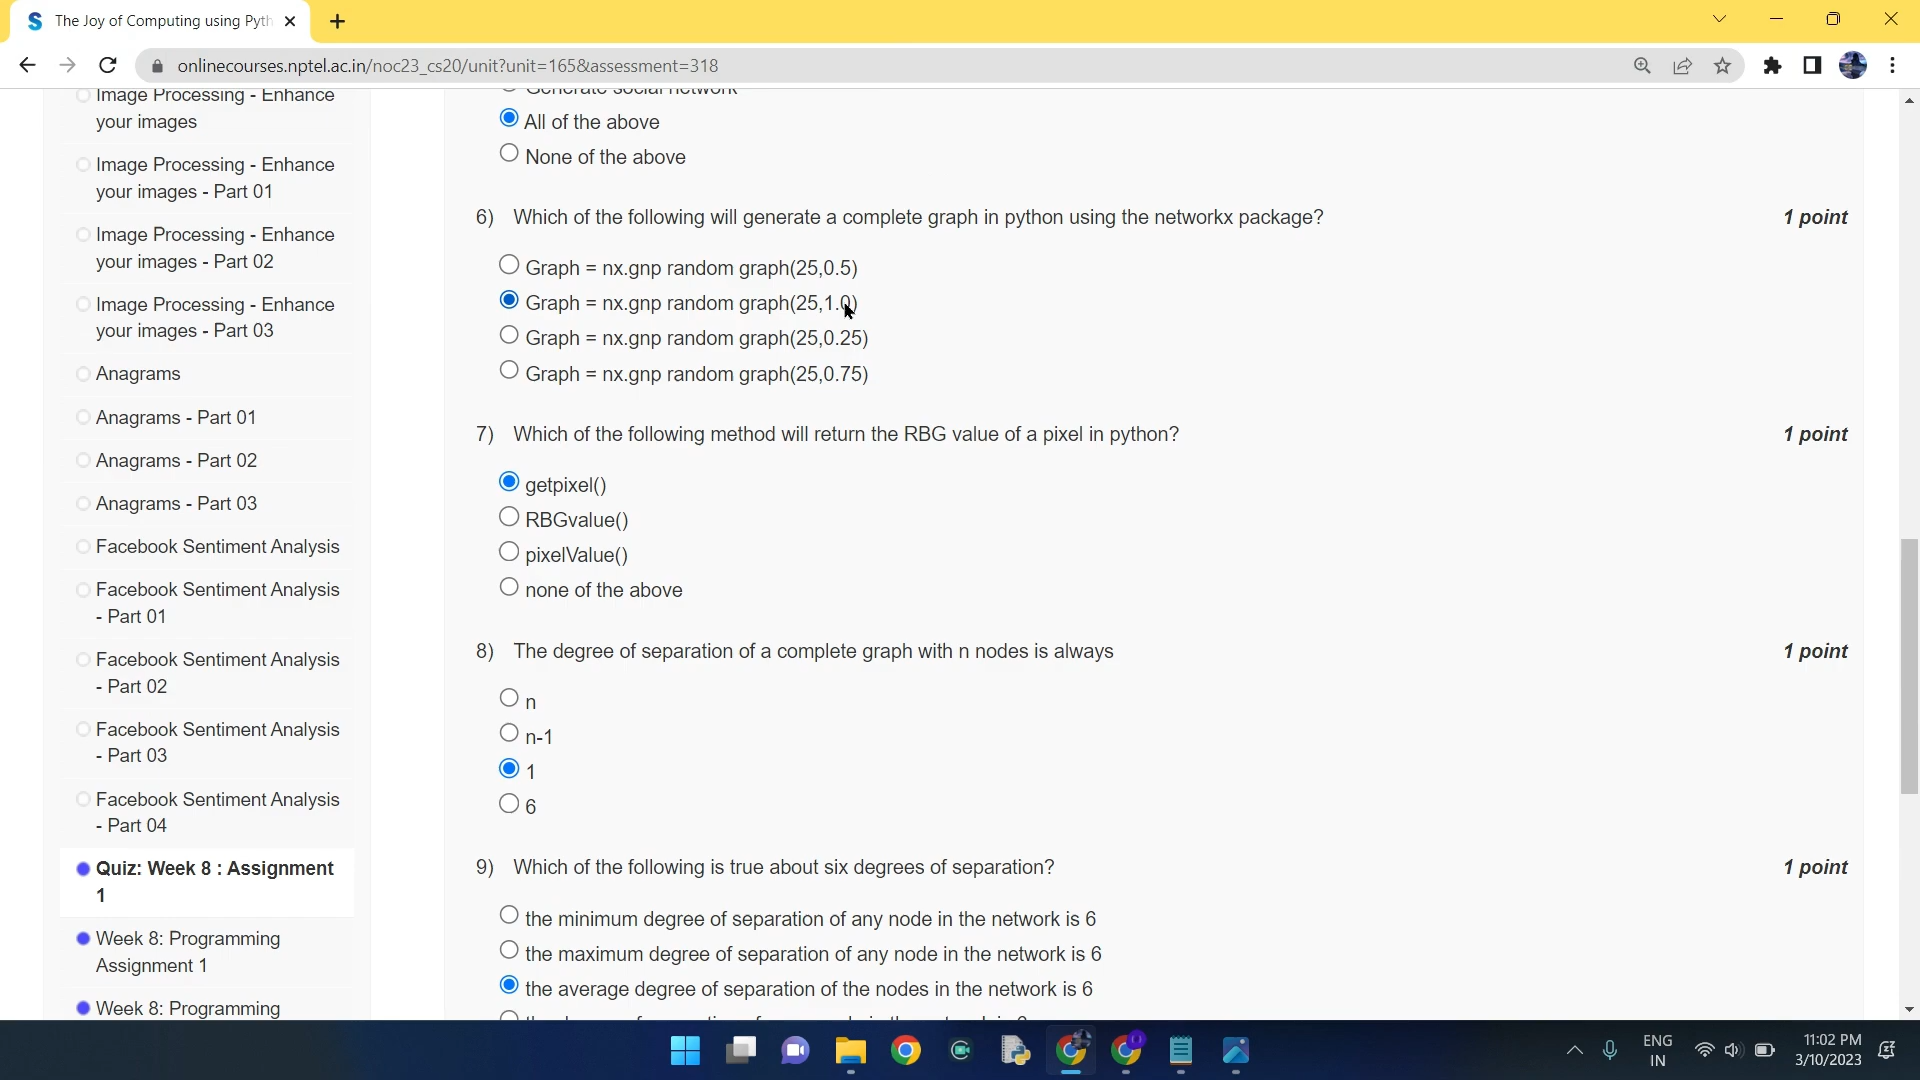 The Joy of Computing using Pyth
onlinecourses.nptel.ac.in/noc23_cs20/unit?unit=165&assessment=318
Image Processing - Enhance
your images
Image Processing - Enhance
your images - Part 01
Image Processing - Enhance
your images - Part 02
Image Processing - Enhance
your images - Part 03
Anagrams
Anagrams - Part 01
Anagrams - Part 02
Anagrams - Part 03
Facebook Sentiment Analysis
Facebook Sentiment Analysis
- Part 01
Facebook Sentiment Analysis
- Part 02
Facebook Sentiment Analysis
- Part 03
Facebook Sentiment Analysis
- Part 04
Quiz: Week 8 : Assignment
1
Week 8: Programming
Assignment 1
Week 8: Programming
Generate social network
All of the above
None of the above
6) Which of the following will generate a complete graph in python using the networkx package? 1 point
Graph = nx.gnp random graph(25,0.5)
Graph = nx.gnp random graph(25,1.0)
Graph = nx.gnp random graph(25,0.25)
Graph = nx.gnp random graph(25,0.75)
7) Which of the following method will return the RBG value of a pixel in python? 1 point
getpixel()
RBGvalue()
pixelValue()
none of the above
8) The degree of separation of a complete graph with n nodes is always 1 point
n
n-1
1
6
9) Which of the following is true about six degrees of separation? 1 point
the minimum degree of separation of any node in the network is 6
the maximum degree of separation of any node in the network is 6
the average degree of separation of the nodes in the network is 6
ENG
IN
11:02 PM
3/10/2023